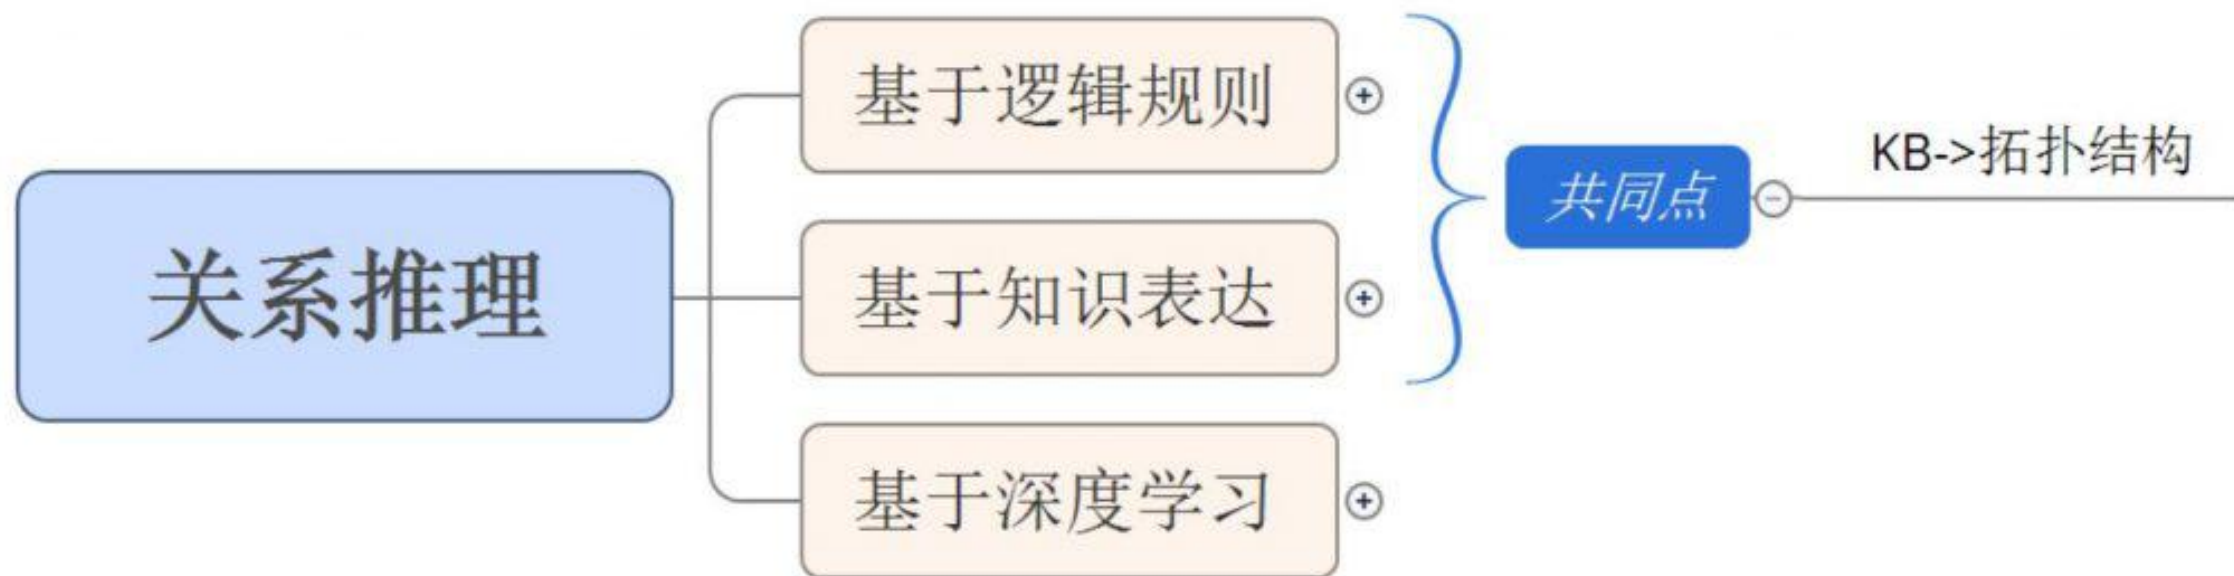 关系推理
基于逻辑规则
基于知识表达
基于深度学习
共同点
KB->拓扑结构